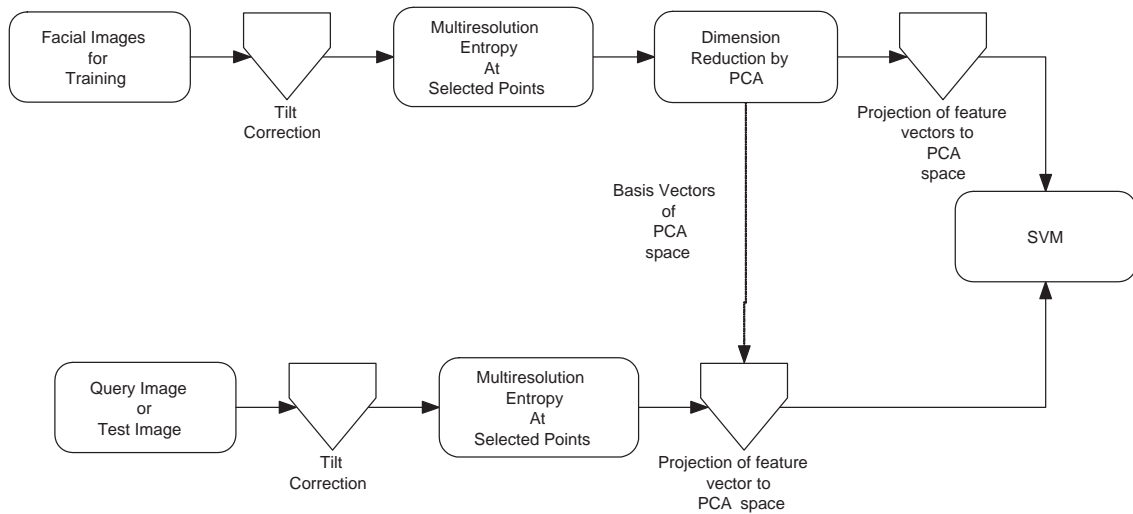 Facial Images
for
Training
Tilt
Correction
Multiresolution
Entropy
At
Selected Points
Dimension
Reduction by
PCA
Projection of feature
vectors to
PCA
space
Basis Vectors
of
PCA
space
SVM
Query Image
or
Test Image
Tilt
Correction
Multiresolution
Entropy
At
Selected Points
Projection of feature
vector to
PCA space